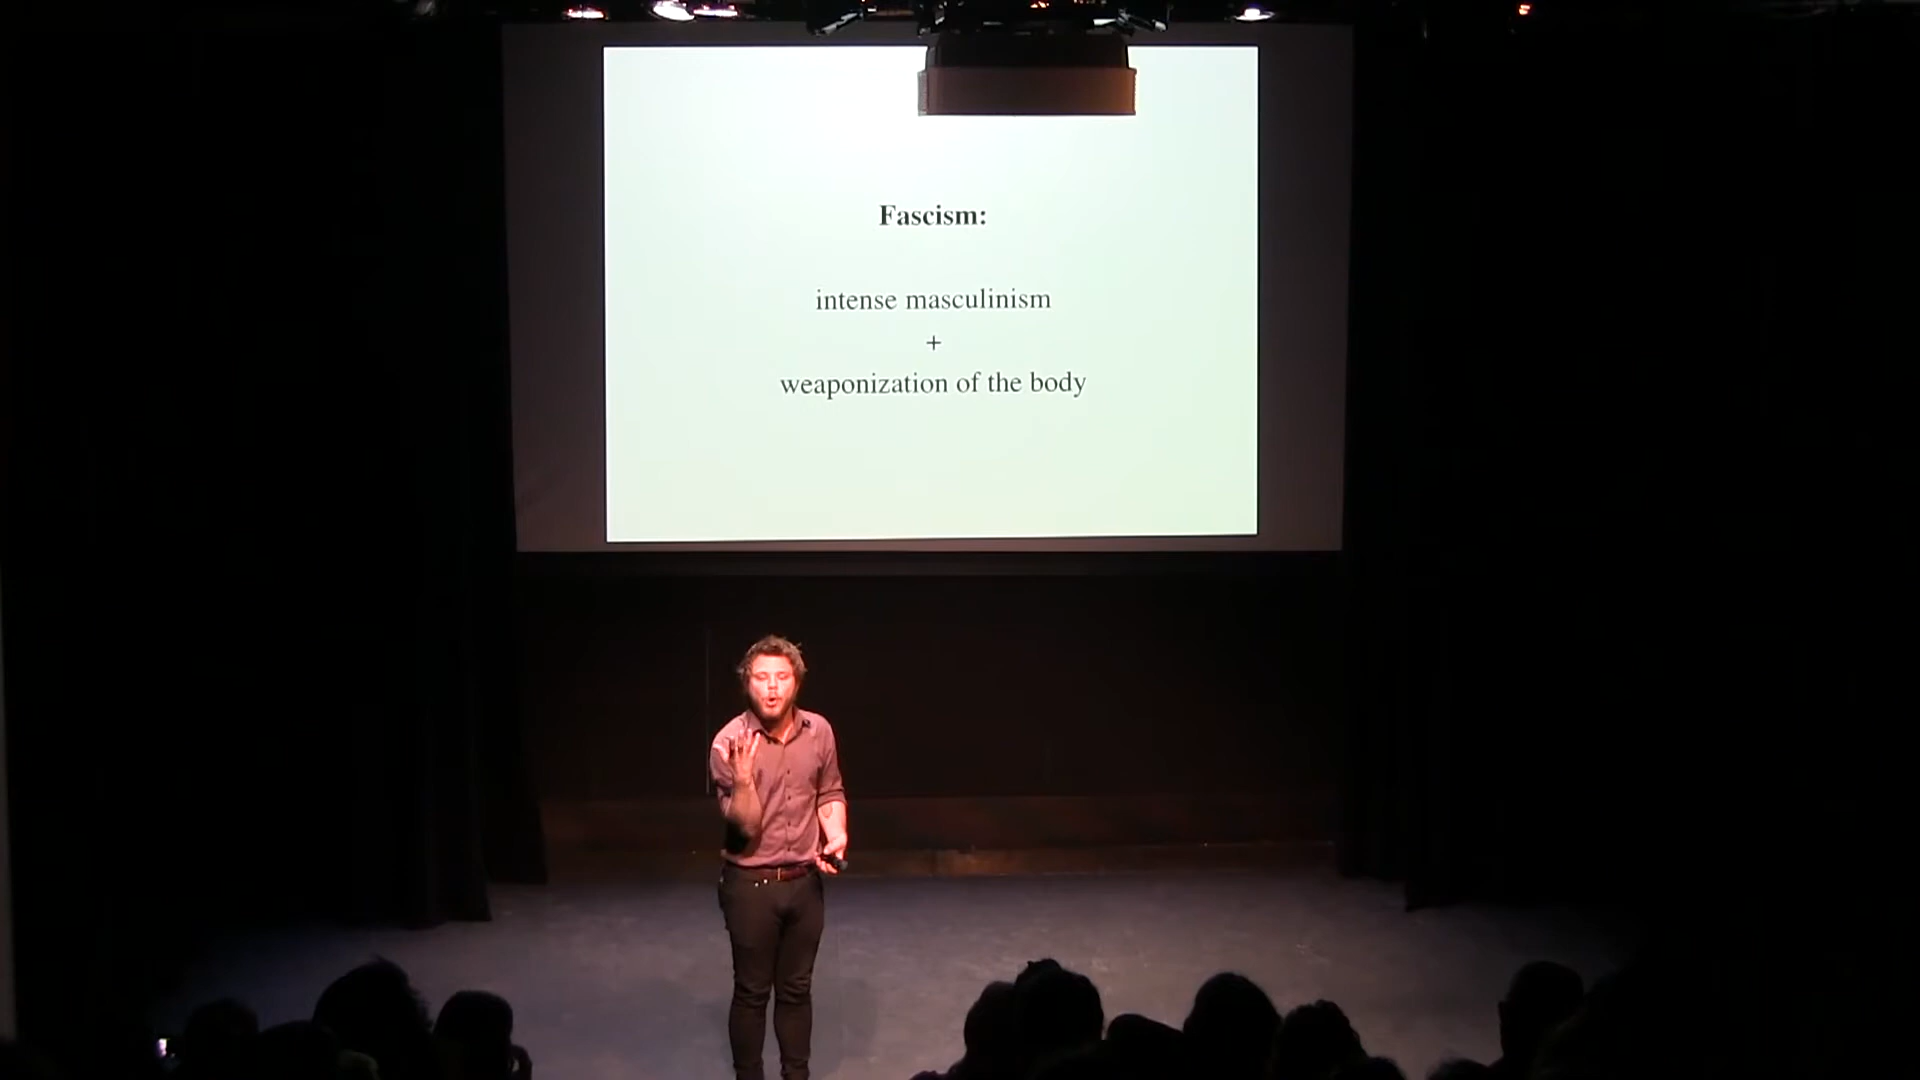 Fascism:
intense masculinism
+
weaponization of the body